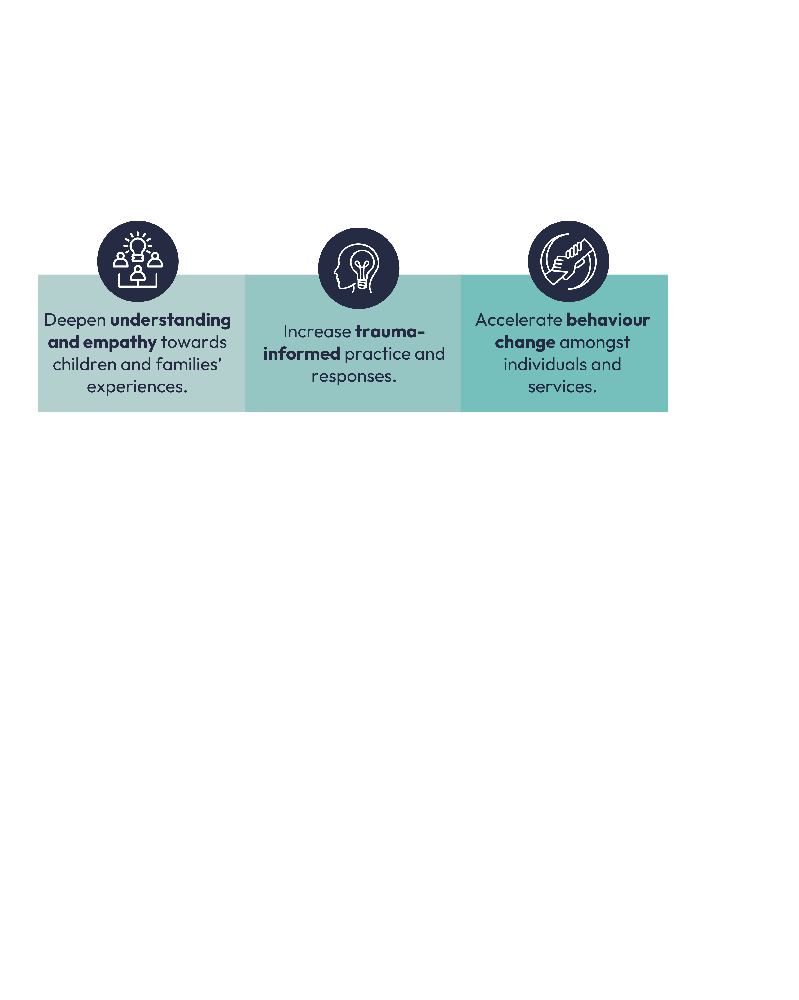 Deepen understanding
and empathy towards
children and families’
experiences.
Increase trauma-
informed practice and
responses.
Accelerate behaviour
change amongst
individuals and
services.